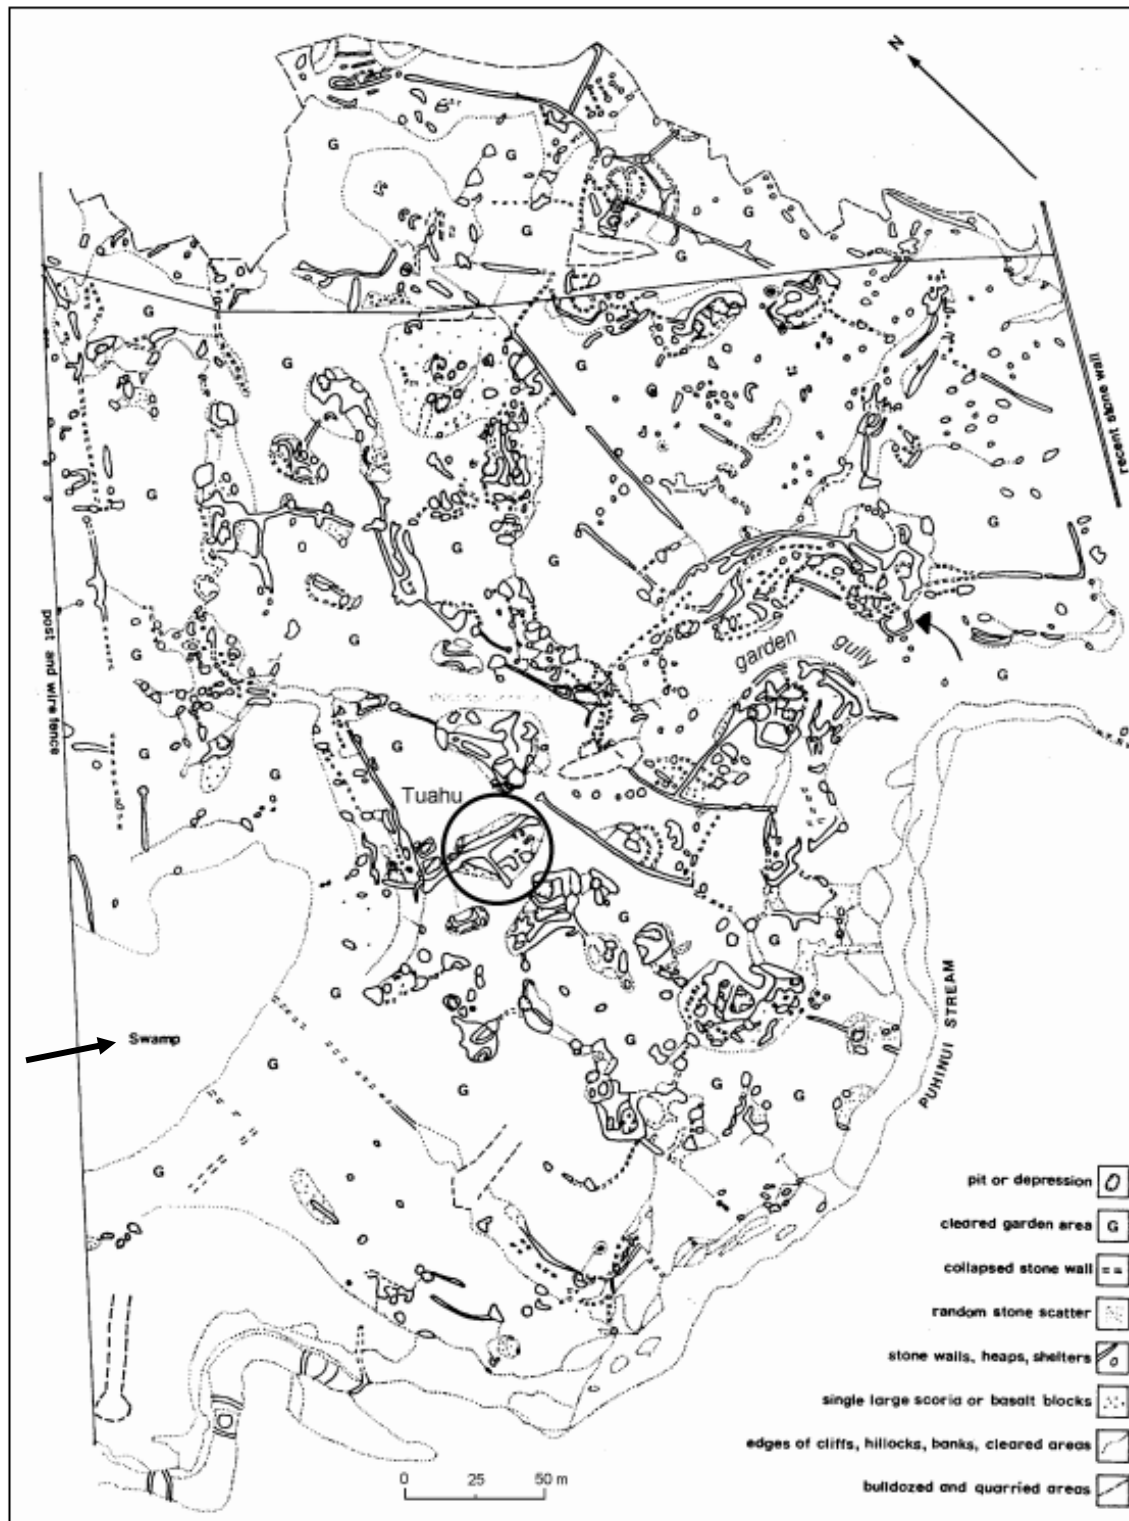 N
G
G
G
G
G
G
G
recent stone wall
G
G
G
G
G
G
G
G
garden gully
G
G
post and wire fence
G
G
G
Tuahu
G
G
G
Swamp
PUHINUI STREAM
G
G
G
G
G
G
pit or depression
cleared garden area
G
collapsed stone wall
random stone scatter
stone walls, heaps, shelters
single large scoria or basalt blocks
edges of cliffs, hillocks, banks, cleared areas
bulldozed and quarried areas
0 25 50 m